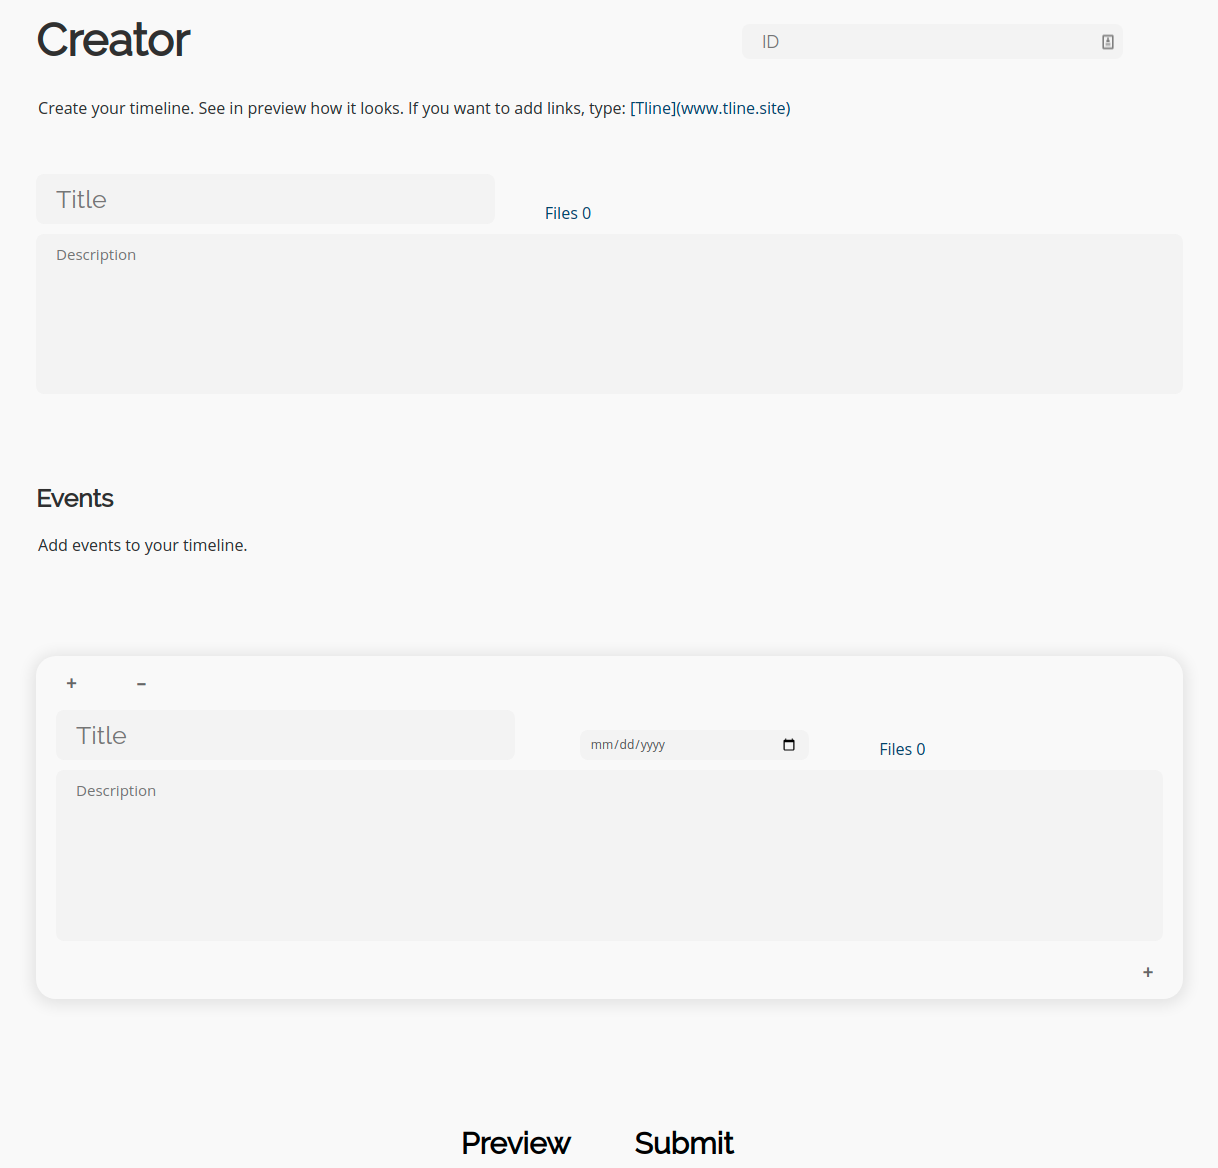 Creator
ID
Create your timeline. See in preview how it looks. If you want to add links, type: [Tline](www.tline.site)
Title
Files 0
Description
Events
Add events to your timeline.
+ −
Title
mm/dd/yyyy
Files 0
Description
+
Preview Submit